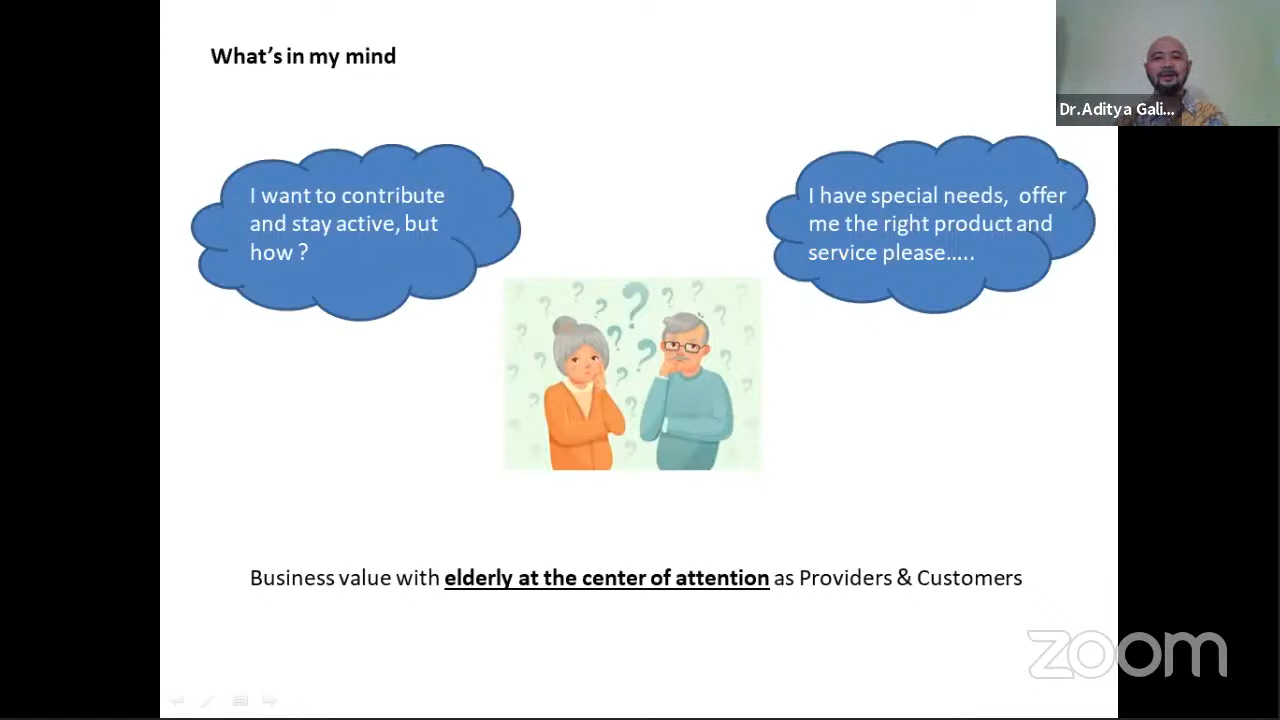 What's in my mind
Dr.Aditya Gali...
I want to contribute
and stay active, but
how ?
I have special needs,  offer
me the right product and
service please.....
Business value with elderly at the center of attention as Providers & Customers
zoom